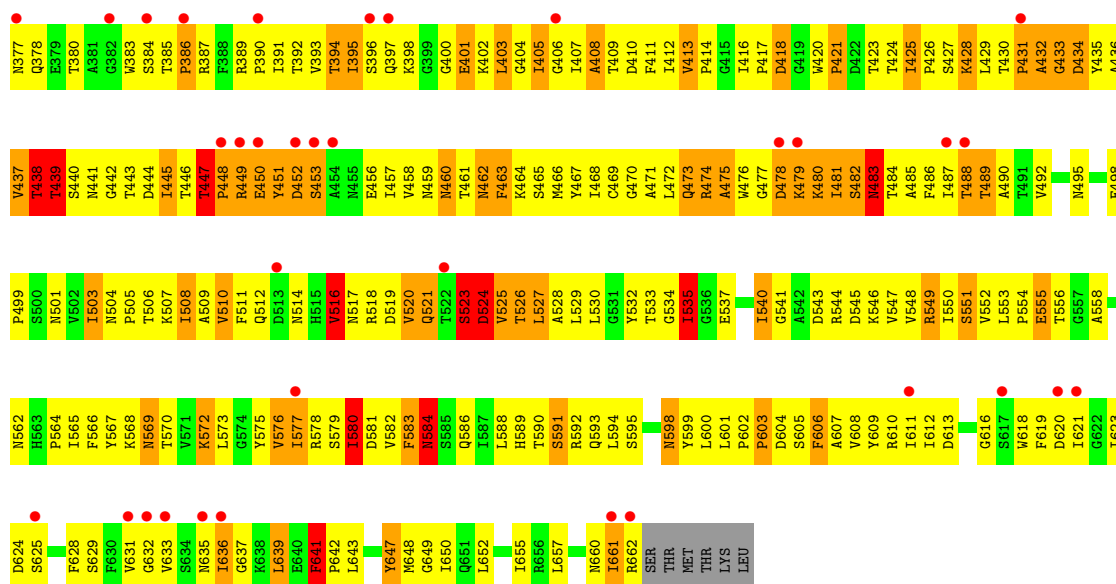 N377 Q378 E379 T380 A381 G382 W383 S384 T385 P386 R387 F388 R389 P390 I391 T392 V393 T394 I395 S396 Q397 K398 G399 G400 E401 K402 L403 I405 G406 I407 A408 T409 D410 F411 I412 V413 P414 G415 I416 P417 D418 G419 W420 P421 D422 T423 T424 I425 P426 S427 K428 L429 T430 P431 A432 G433 D434 Y435 A436
V437 T438 T439 S440 N441 G442 T443 D444 I445 T446 T447 P448 R449 E450 Y451 D452 S453 A454 N455 E456 I457 V458 N459 N460 T461 N462 F463 K464 S465 M466 Y467 I468 C469 G470 A471 L472 Q473 R474 A475 W476 G477 D478 K479 K480 I481 S482 N483 T484 A485 F486 I487 T488 T489 A490 T491 V492 N495
P499 S500 N501 V502 I503 N504 P505 T506 K507 I508 A509 V510 F511 Q512 D513 N514 H515 V516 N517 R518 D519 V520 Q521 T522 S523 D524 V525 T526 L527 A528 L529 L530 G531 Y532 T533 G534 I535 G536 E537 I540 G541 A542 D543 R544 D545 K546 V547 V548 R549 I550 S551 V552 L553 P554 E555 T556 G557 A558
N562 H563 P564 I565 F566 Y567 K568 N569 T570 V571 K572 L573 G574 Y575 V576 I577 R578 S579 I580 D581 V582 F583 N584 S585 Q586 I587 L588 H589 T590 S591 R592 Q593 L594 S595 N598 Y599 L600 L601 P602 P603 D604 S605 F606 A607 V608 Y609 R610 I611 I612 D613 G616 S617 W618 F619 D620 I621 G622 I623
D624 S625 F628 S629 F630 V631 G632 V633 S634 N635 I636 G637 K638 L639 E640 F641 P642 L643 Y647 M648 G649 I650 Q651 L652 I655 R656 L657 N660 I661 R662 SER THR MET THR LYS LEU